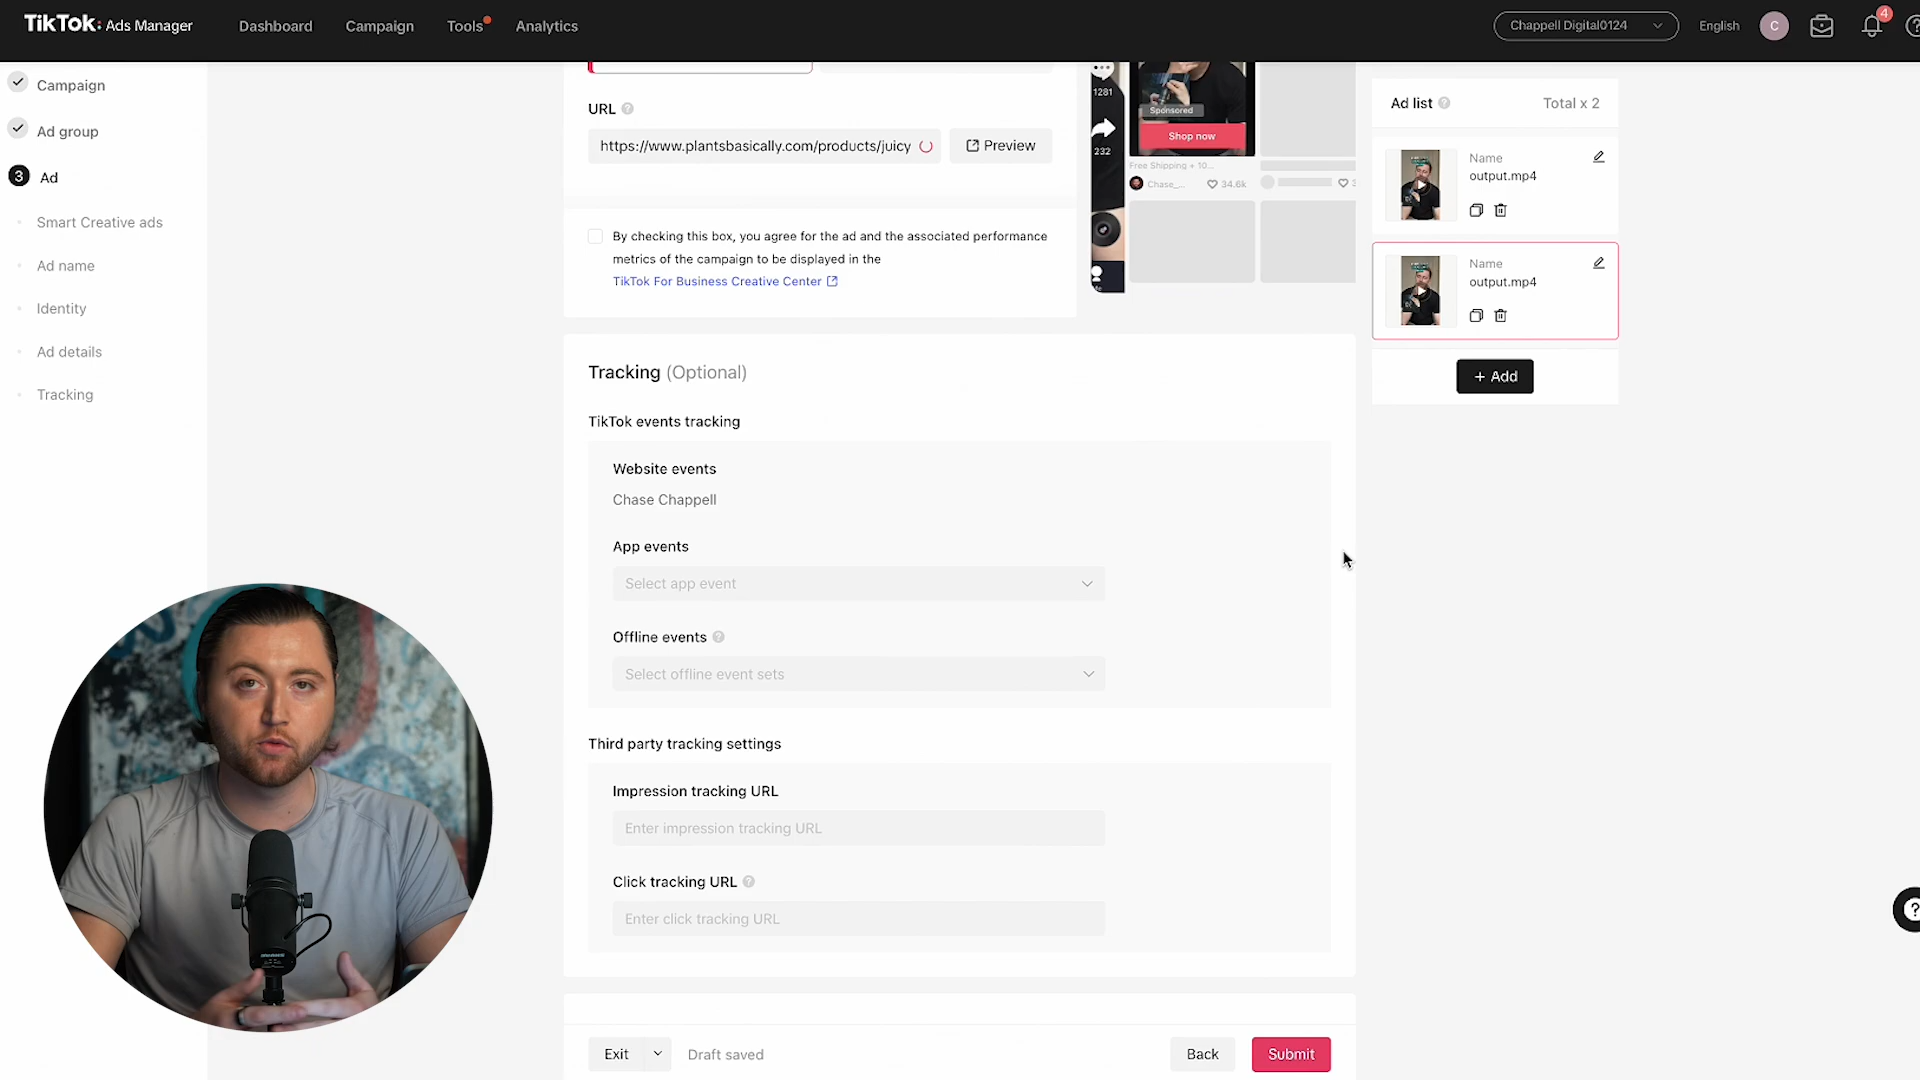 TikTok: Ads Manager
Dashboard
Campaign
Tools
Analytics
Chappell Digital0124
English
C
4
Campaign
Ad group
3
Ad
Smart Creative ads
Ad name
Identity
Ad details
Tracking
URL
https://www.plantsbasically.com/products/juicy
Preview
By checking this box, you agree for the ad and the associated performance
metrics of the campaign to be displayed in the
TikTok For Business Creative Center
1281
232
Sponsored
Shop now
Free Shipping + 10...
Chase_...
34.6k
Ad list
Total x 2
Name
output.mp4
Name
output.mp4
+ Add
Tracking (Optional)
TikTok events tracking
Website events
Chase Chappell
App events
Select app event
Offline events
Select offline event sets
Third party tracking settings
Impression tracking URL
Enter impression tracking URL
Click tracking URL
Enter click tracking URL
Exit
Draft saved
Back
Submit